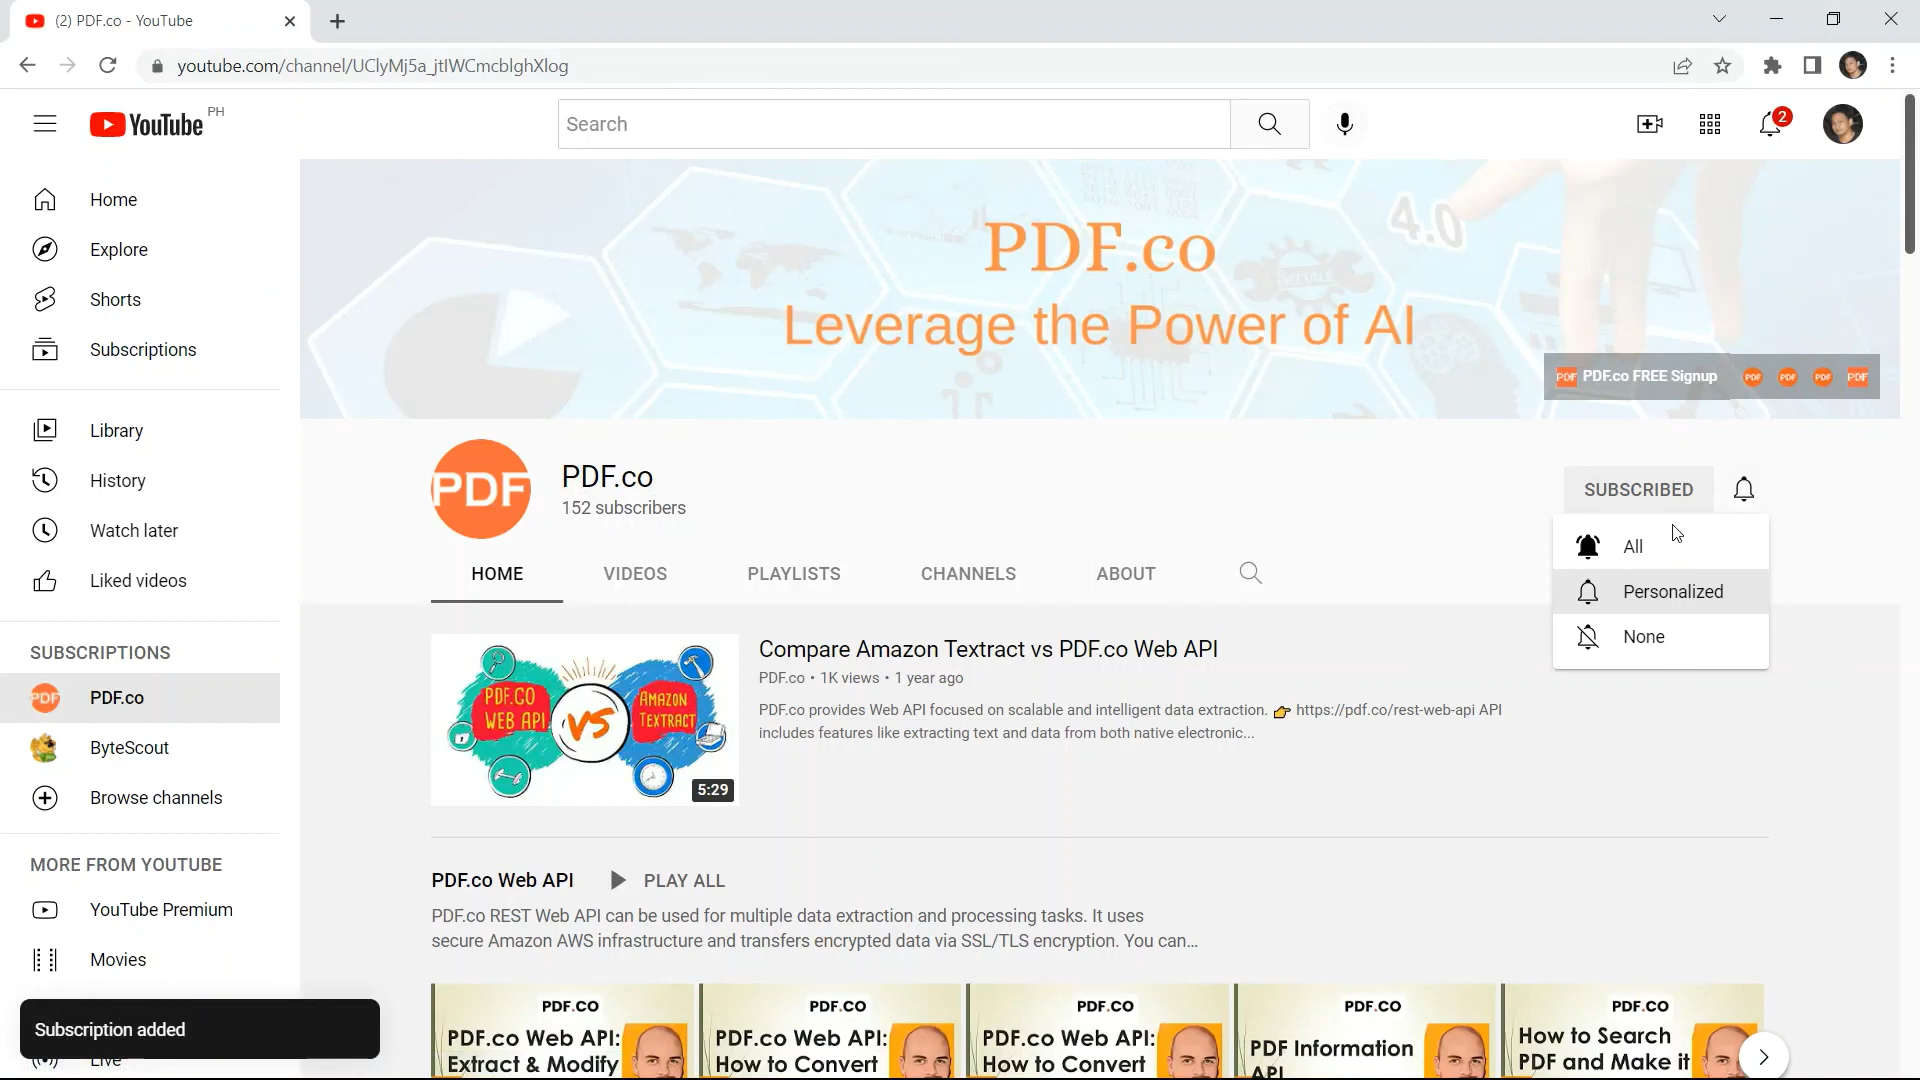 (2) PDF.co - YouTube
youtube.com/channel/UClyMj5a_jtIWCmcblghXlog
YouTube PH
Search
2
Home
Explore
Shorts
Subscriptions
Library
History
Watch later
Liked videos
SUBSCRIPTIONS
PDF.co
ByteScout
Browse channels
MORE FROM YOUTUBE
YouTube Premium
Movies
Live
Subscription added
4.0
PDF.co
Leverage the Power of AI
PDF PDF.co FREE Signup PDF PDF PDF PDF
PDF
PDF.co
152 subscribers
SUBSCRIBED
All
Personalized
None
HOME VIDEOS PLAYLISTS CHANNELS ABOUT
PDF.CO
WEB API
VS
AMAZON
TEXTRACT
5:29
Compare Amazon Textract vs PDF.co Web API
PDF.co • 1K views • 1 year ago
PDF.co provides Web API focused on scalable and intelligent data extraction. 👉 https://pdf.co/rest-web-api API
includes features like extracting text and data from both native electronic...
PDF.co Web API PLAY ALL
PDF.co REST Web API can be used for multiple data extraction and processing tasks. It uses
secure Amazon AWS infrastructure and transfers encrypted data via SSL/TLS encryption. You can...
PDF.CO
PDF.co Web API:
Extract & Modify
PDF.CO
PDF.co Web API:
How to Convert
PDF.CO
PDF.co Web API:
How to Convert
PDF.CO
PDF Information
API
PDF.CO
How to Search
PDF and Make it